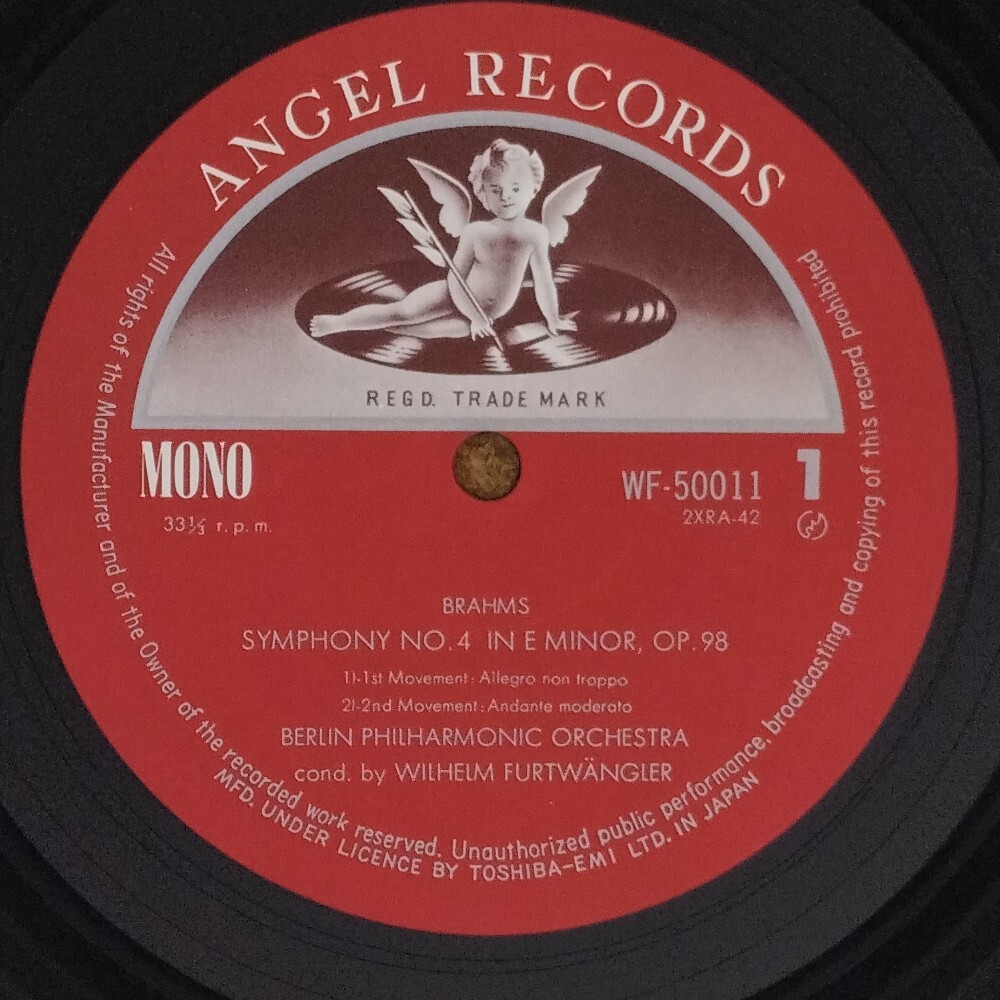 ANGEL RECORDS
REGD. TRADE MARK
MONO
33⅓ r.p.m.
WF-50011
2XRA-42
1
BRAHMS
SYMPHONY NO.4 IN E MINOR, OP.98
1)-1st Movement: Allegro non troppo
2)-2nd Movement: Andante moderato
BERLIN PHILHARMONIC ORCHESTRA
cond. by WILHELM FURTWÄNGLER
All rights of the Manufacturer and of the Owner of the recorded work reserved. Unauthorized public performance, broadcasting and copying of this record prohibited
MFD. UNDER LICENCE BY TOSHIBA-EMI LTD. IN JAPAN